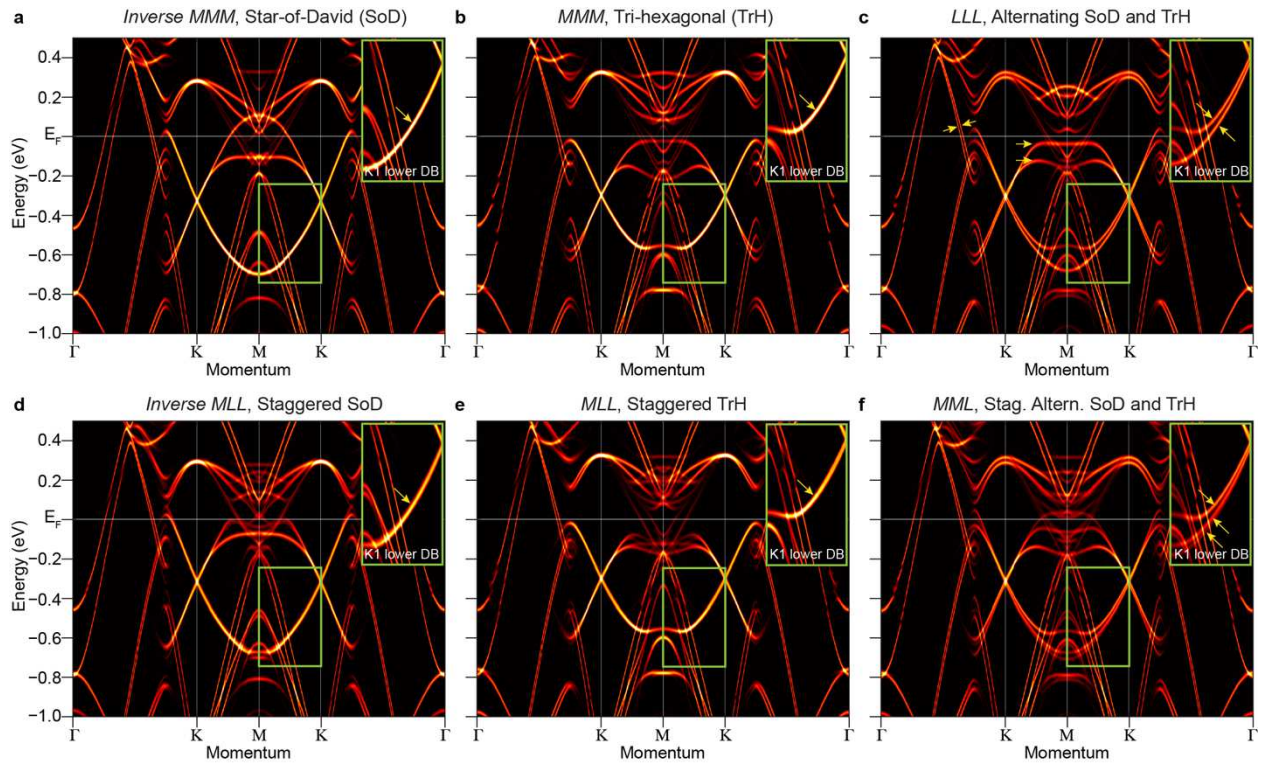 a Inverse MMM, Star-of-David (SoD)
0.4
0.2
E_F
−0.2
−0.4
−0.6
−0.8
−1.0
Energy (eV)
K1 lower DB
Γ K M K Γ
Momentum
b MMM, Tri-hexagonal (TrH)
K1 lower DB
Γ K M K Γ
Momentum
c LLL, Alternating SoD and TrH
K1 lower DB
Γ K M K Γ
Momentum
d Inverse MLL, Staggered SoD
0.4
0.2
E_F
−0.2
−0.4
−0.6
−0.8
−1.0
Energy (eV)
K1 lower DB
Γ K M K Γ
Momentum
e MLL, Staggered TrH
K1 lower DB
Γ K M K Γ
Momentum
f MML, Stag. Altern. SoD and TrH
K1 lower DB
Γ K M K Γ
Momentum